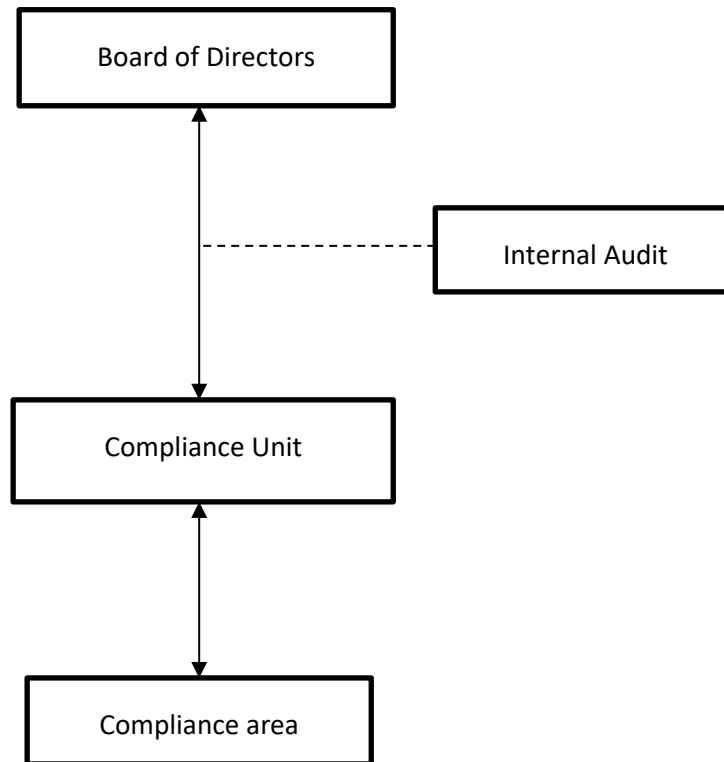 Board of Directors
Internal Audit
Compliance Unit
Compliance area